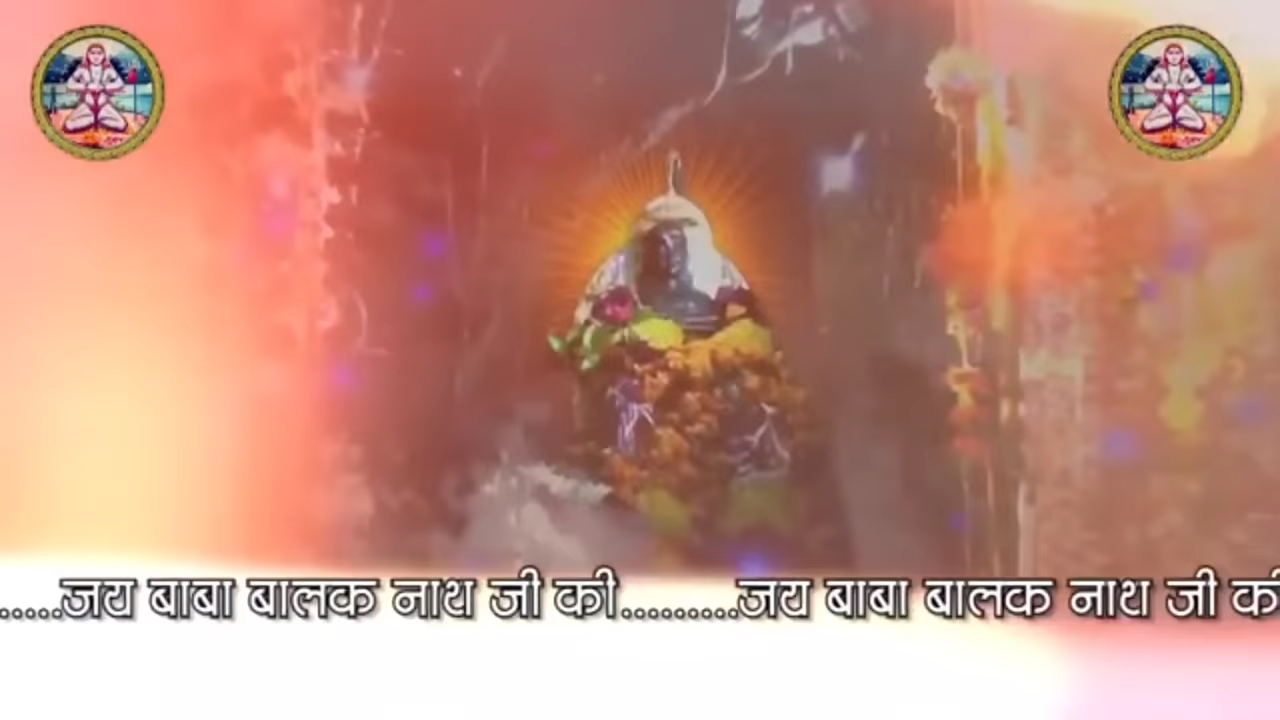 .....जय बाबा बालक नाथ जी की.........जय बाबा बालक नाथ जी की